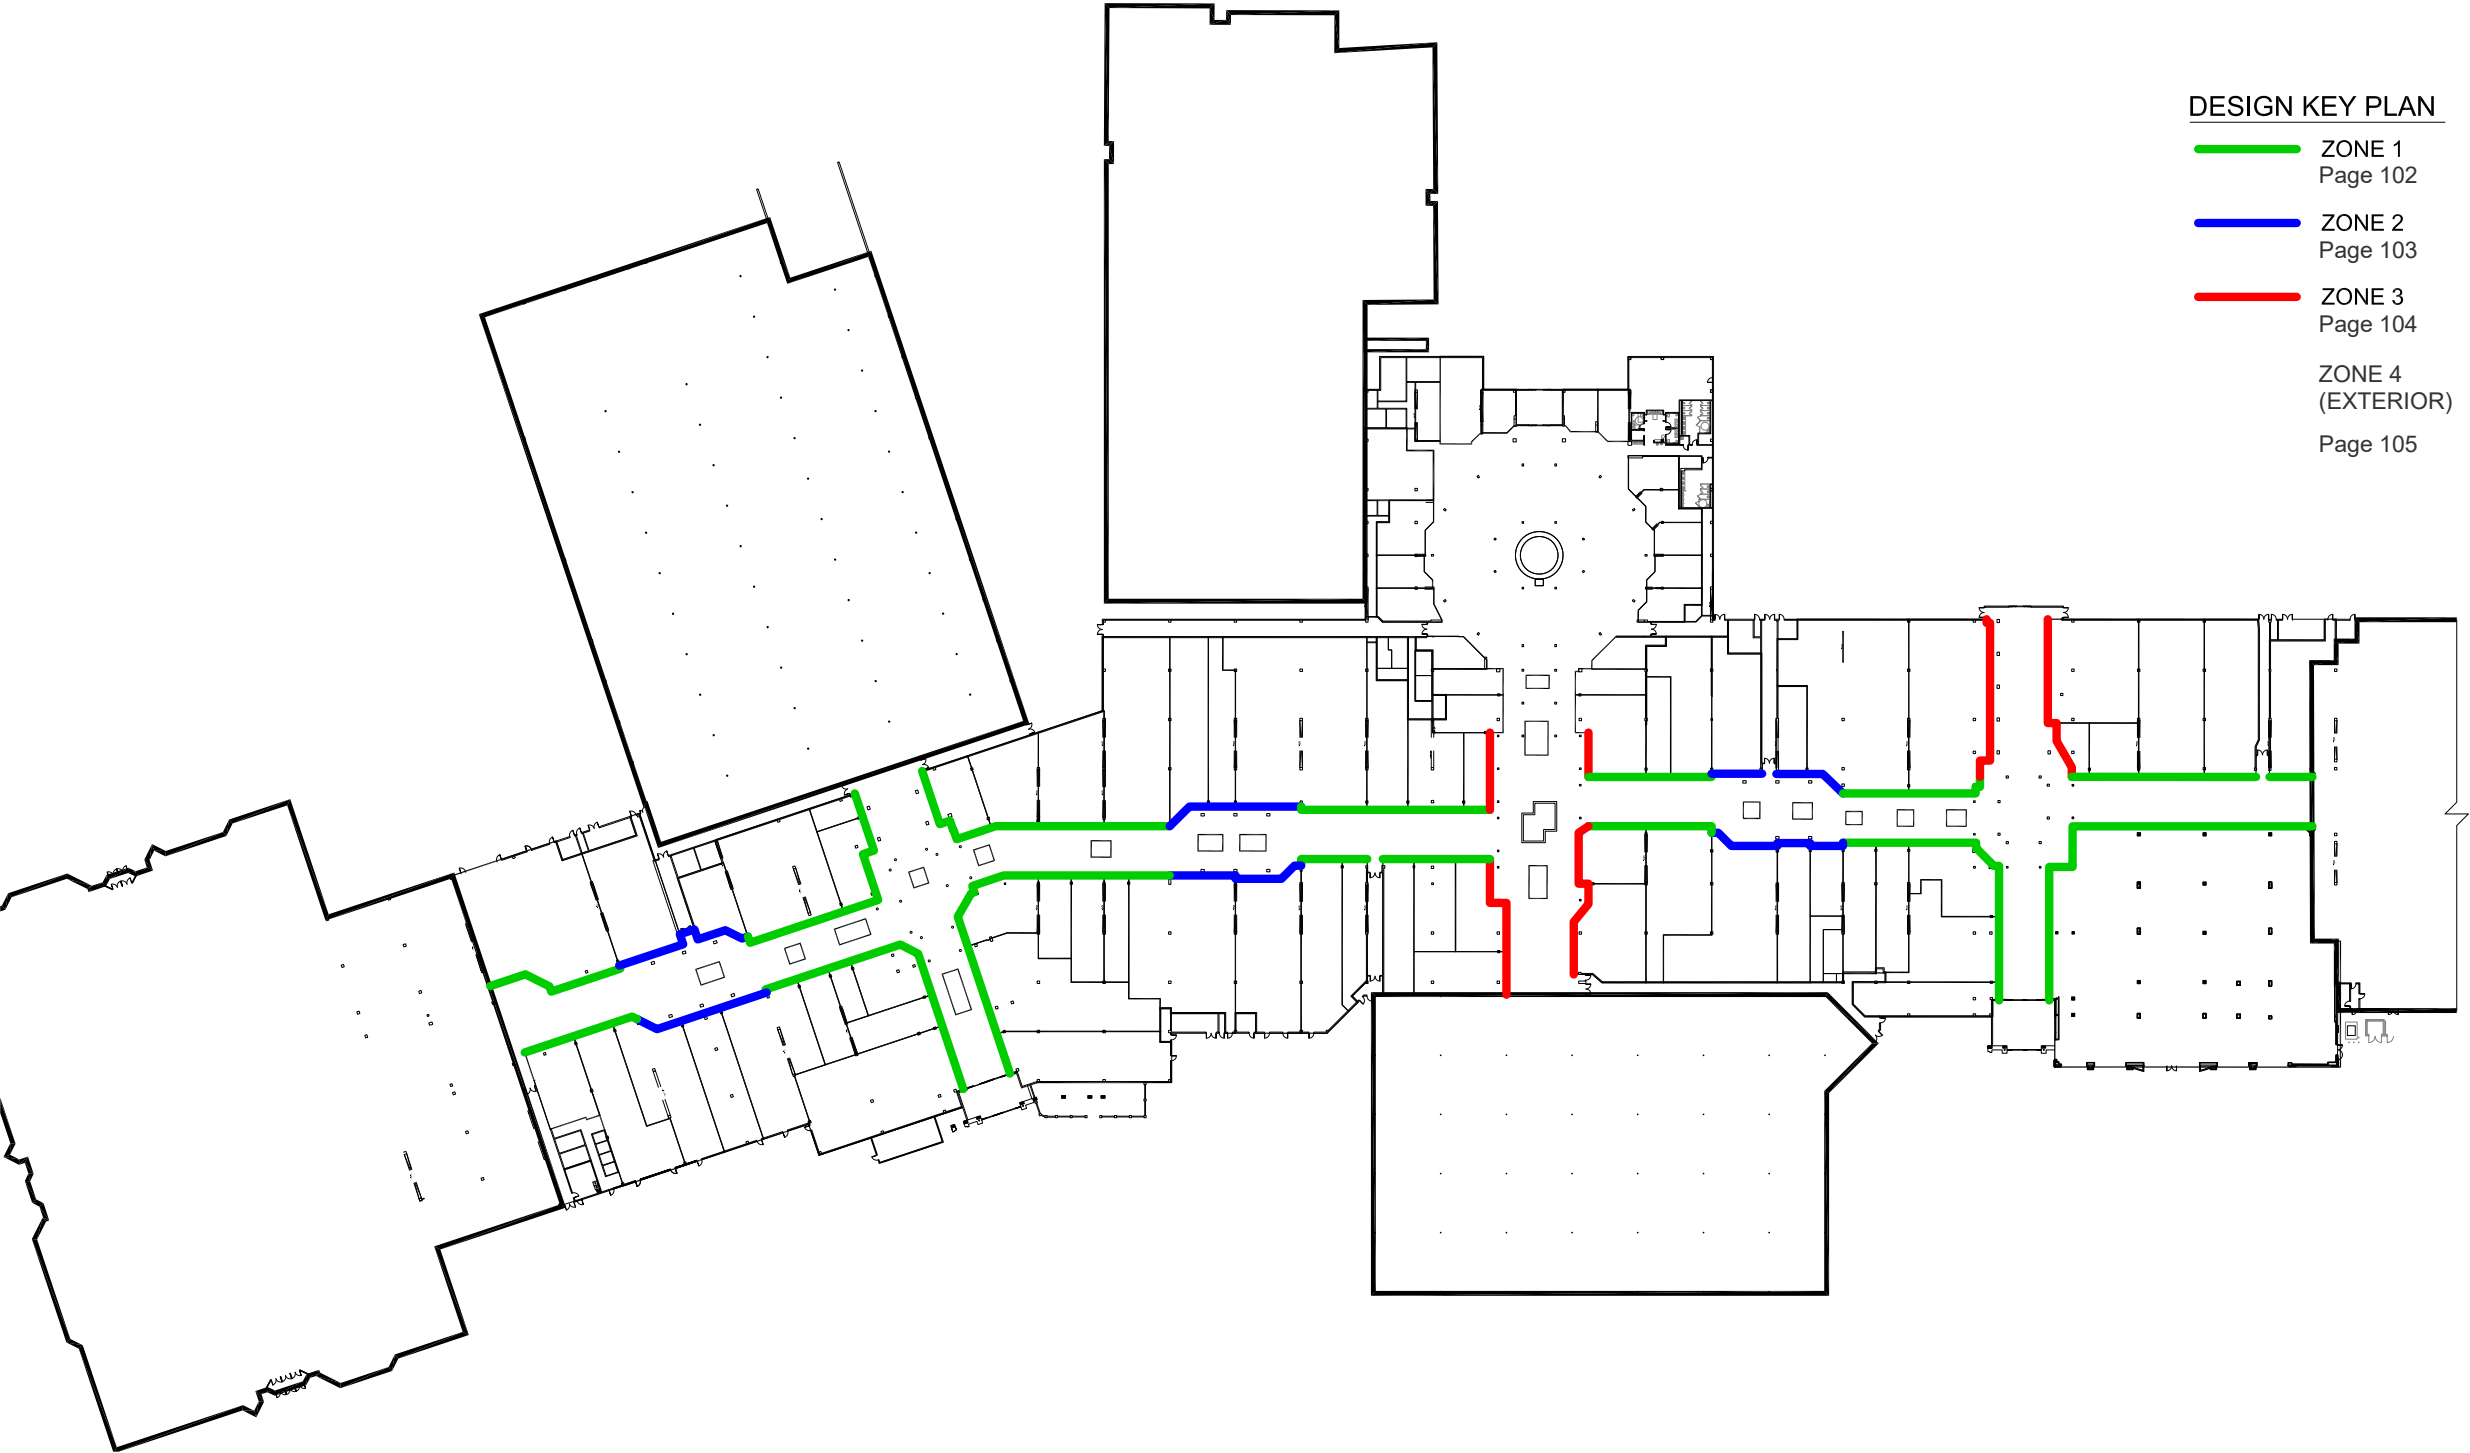 DESIGN KEY PLAN
ZONE 1
Page 102
ZONE 2
Page 103
ZONE 3
Page 104
ZONE 4
(EXTERIOR)
Page 105